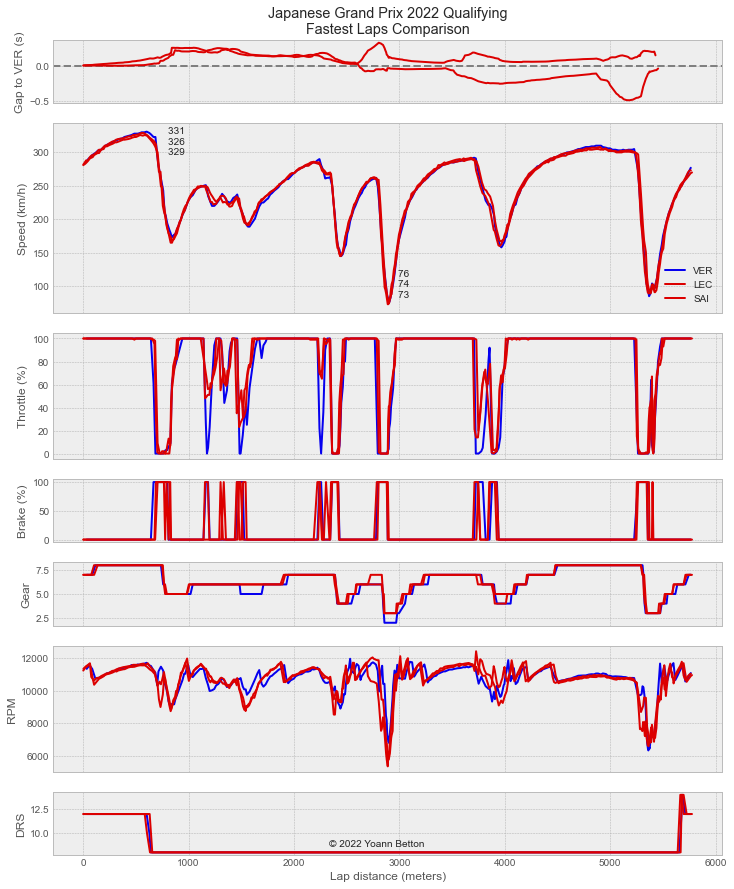 Japanese Grand Prix 2022 Qualifying
Fastest Laps Comparison
Gap to VER (s)
0.0
−0.5
Speed (km/h)
300
250
200
150
100
331
326
329
76
74
73
VER
LEC
SAI
Throttle (%)
100
80
60
40
20
0
Brake (%)
100
50
0
Gear
7.5
5.0
2.5
RPM
12000
10000
8000
6000
DRS
12.5
10.0
© 2022 Yoann Betton
0
1000
2000
3000
4000
5000
6000
Lap distance (meters)